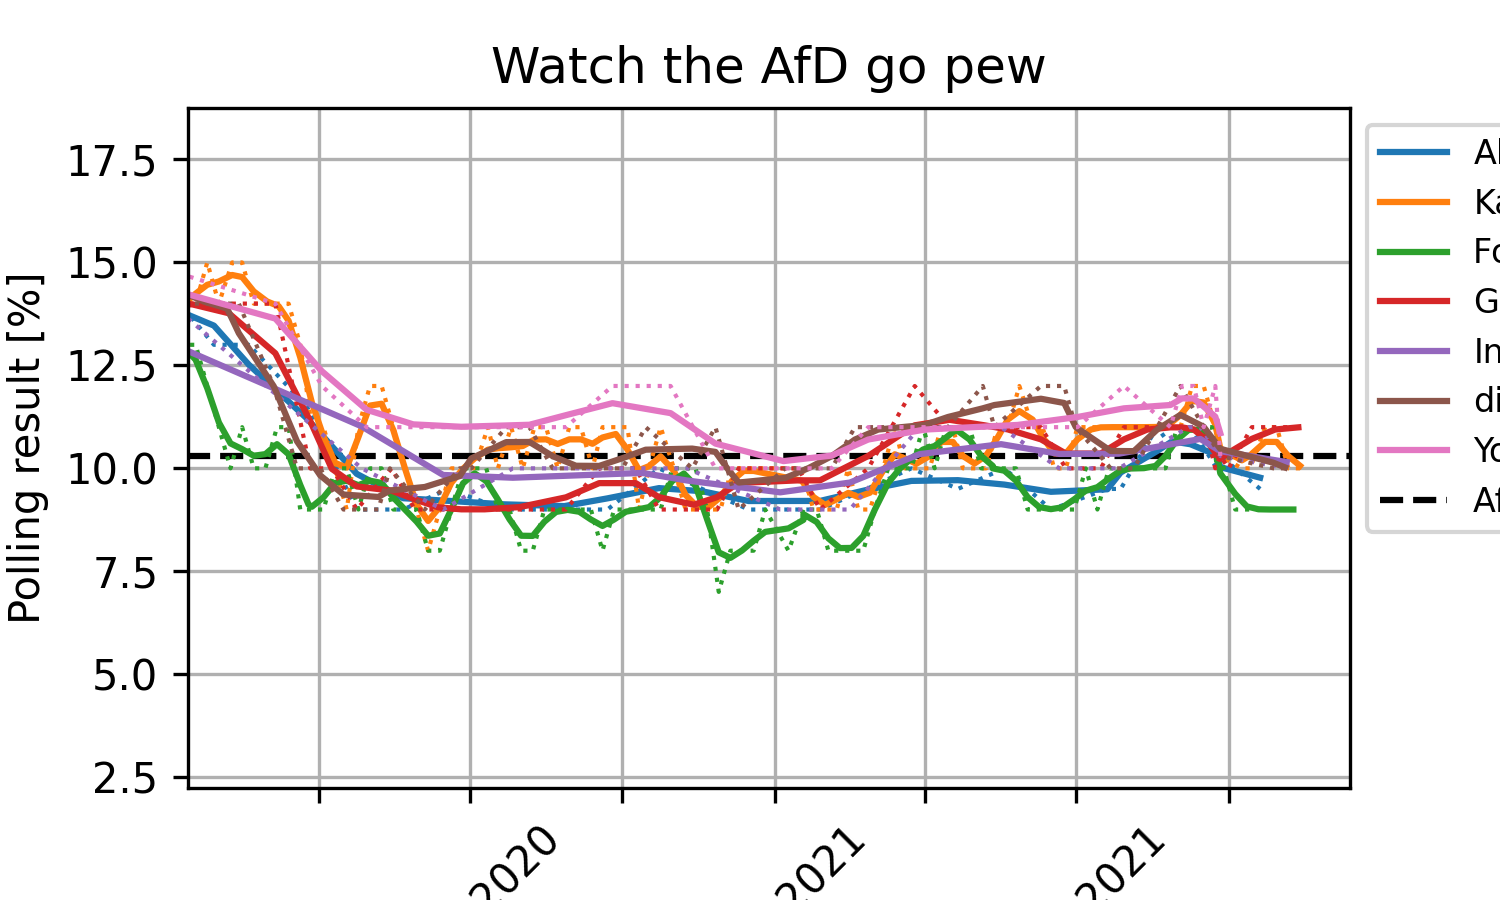 Watch the AfD go pew
Polling result [%]
17.5
15.0
12.5
10.0
7.5
5.0
2.5
2020
2021
2021
Al
Ka
Fo
G
In
di
Yo
Af